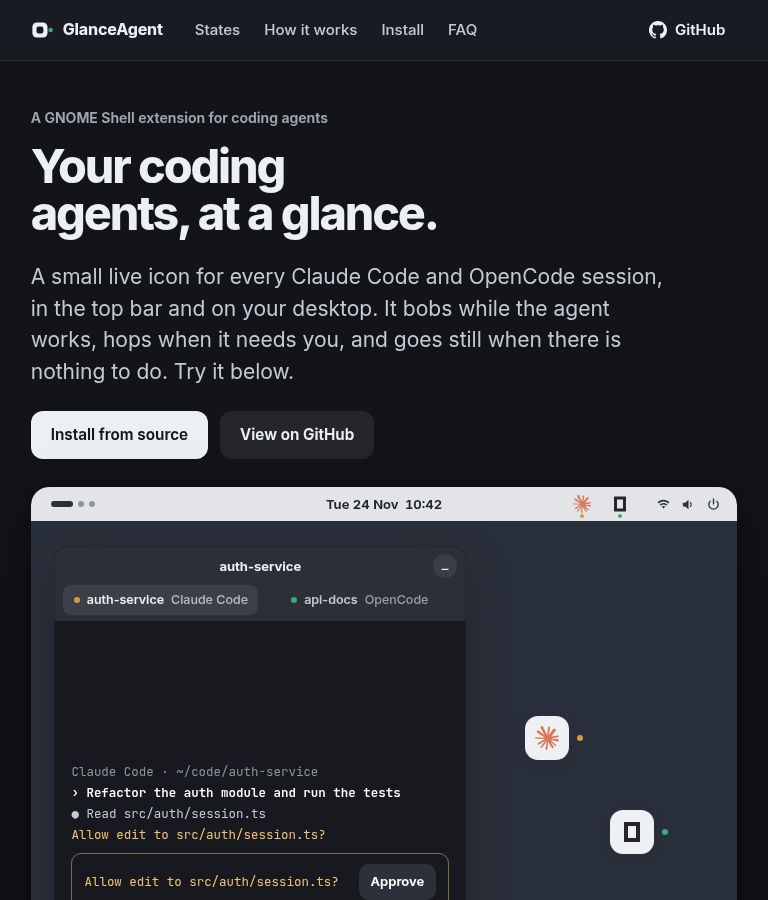 GlanceAgent States How it works Install FAQ GitHub
A GNOME Shell extension for coding agents
Your coding
agents, at a glance.
A small live icon for every Claude Code and OpenCode session,
in the top bar and on your desktop. It bobs while the agent
works, hops when it needs you, and goes still when there is
nothing to do. Try it below.
Install from source View on GitHub
Tue 24 Nov 10:42
auth-service
auth-service Claude Code api-docs OpenCode
Claude Code · ~/code/auth-service
› Refactor the auth module and run the tests
● Read src/auth/session.ts
Allow edit to src/auth/session.ts?
Allow edit to src/auth/session.ts? Approve